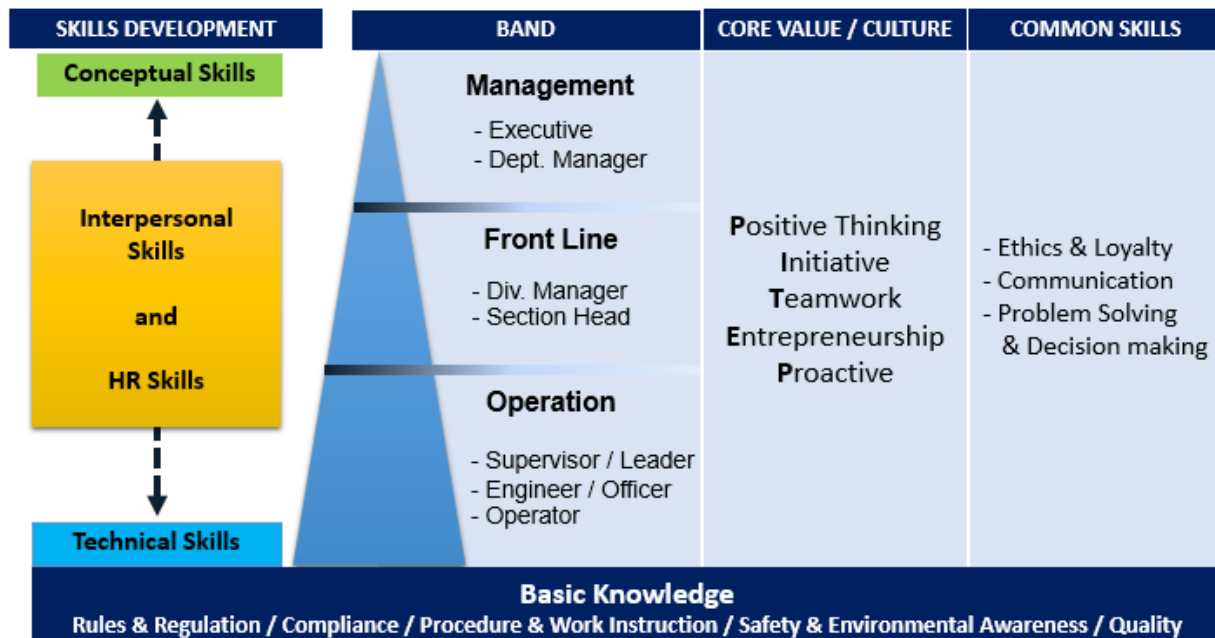 SKILLS DEVELOPMENT
Conceptual Skills
Interpersonal
Skills
and
HR Skills
Technical Skills
BAND
Management
- Executive
- Dept. Manager
Front Line
- Div. Manager
- Section Head
Operation
- Supervisor / Leader
- Engineer / Officer
- Operator
CORE VALUE / CULTURE
Positive Thinking
Initiative
Teamwork
Entrepreneurship
Proactive
COMMON SKILLS
- Ethics & Loyalty
- Communication
- Problem Solving
& Decision making
Basic Knowledge
Rules & Regulation / Compliance / Procedure & Work Instruction / Safety & Environmental Awareness / Quality